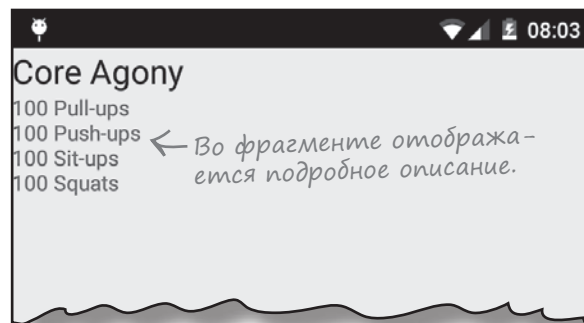 08:03
Core Agony
100 Pull-ups
100 Push-ups
100 Sit-ups
100 Squats
Во фрагменте отобража-
ется подробное описание.